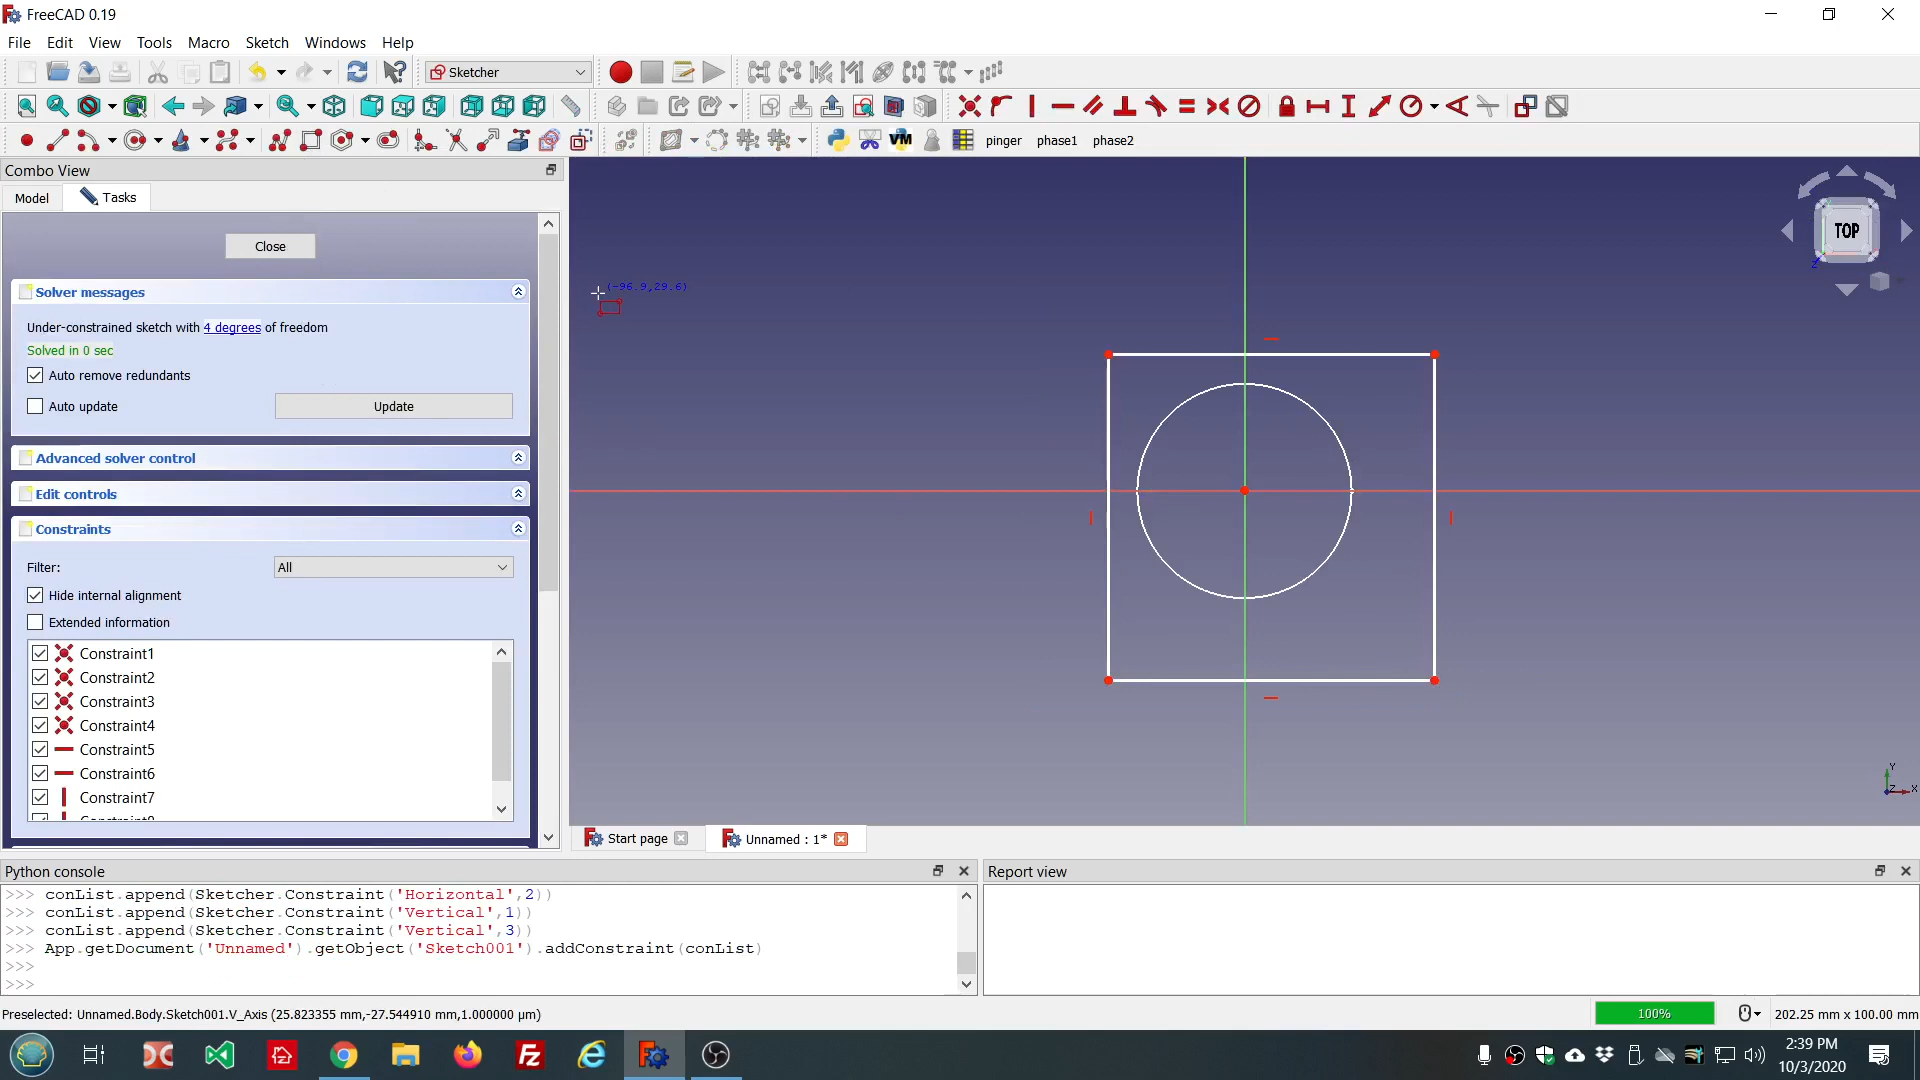 FreeCAD 0.19
File Edit View Tools Macro Sketch Windows Help
Sketcher
VM pinger phase1 phase2
Combo View
Model Tasks
Close
Solver messages
Under-constrained sketch with 4 degrees of freedom
Solved in 0 sec
Auto remove redundants
Auto update Update
Advanced solver control
Edit controls
Constraints
Filter: All
Hide internal alignment
Extended information
Constraint1
Constraint2
Constraint3
Constraint4
Constraint5
Constraint6
Constraint7
(-96.9,29.6)
TOP
Z
Y
Z X
Start page Unnamed : 1*
Python console
>>> conList.append(Sketcher.Constraint('Horizontal',2))
>>> conList.append(Sketcher.Constraint('Vertical',1))
>>> conList.append(Sketcher.Constraint('Vertical',3))
>>> App.getDocument('Unnamed').getObject('Sketch001').addConstraint(conList)
>>>
>>>
Report view
Preselected: Unnamed.Body.Sketch001.V_Axis (25.823355 mm,-27.544910 mm,1.000000 µm)
100%
202.25 mm x 100.00 mm
2:39 PM
10/3/2020